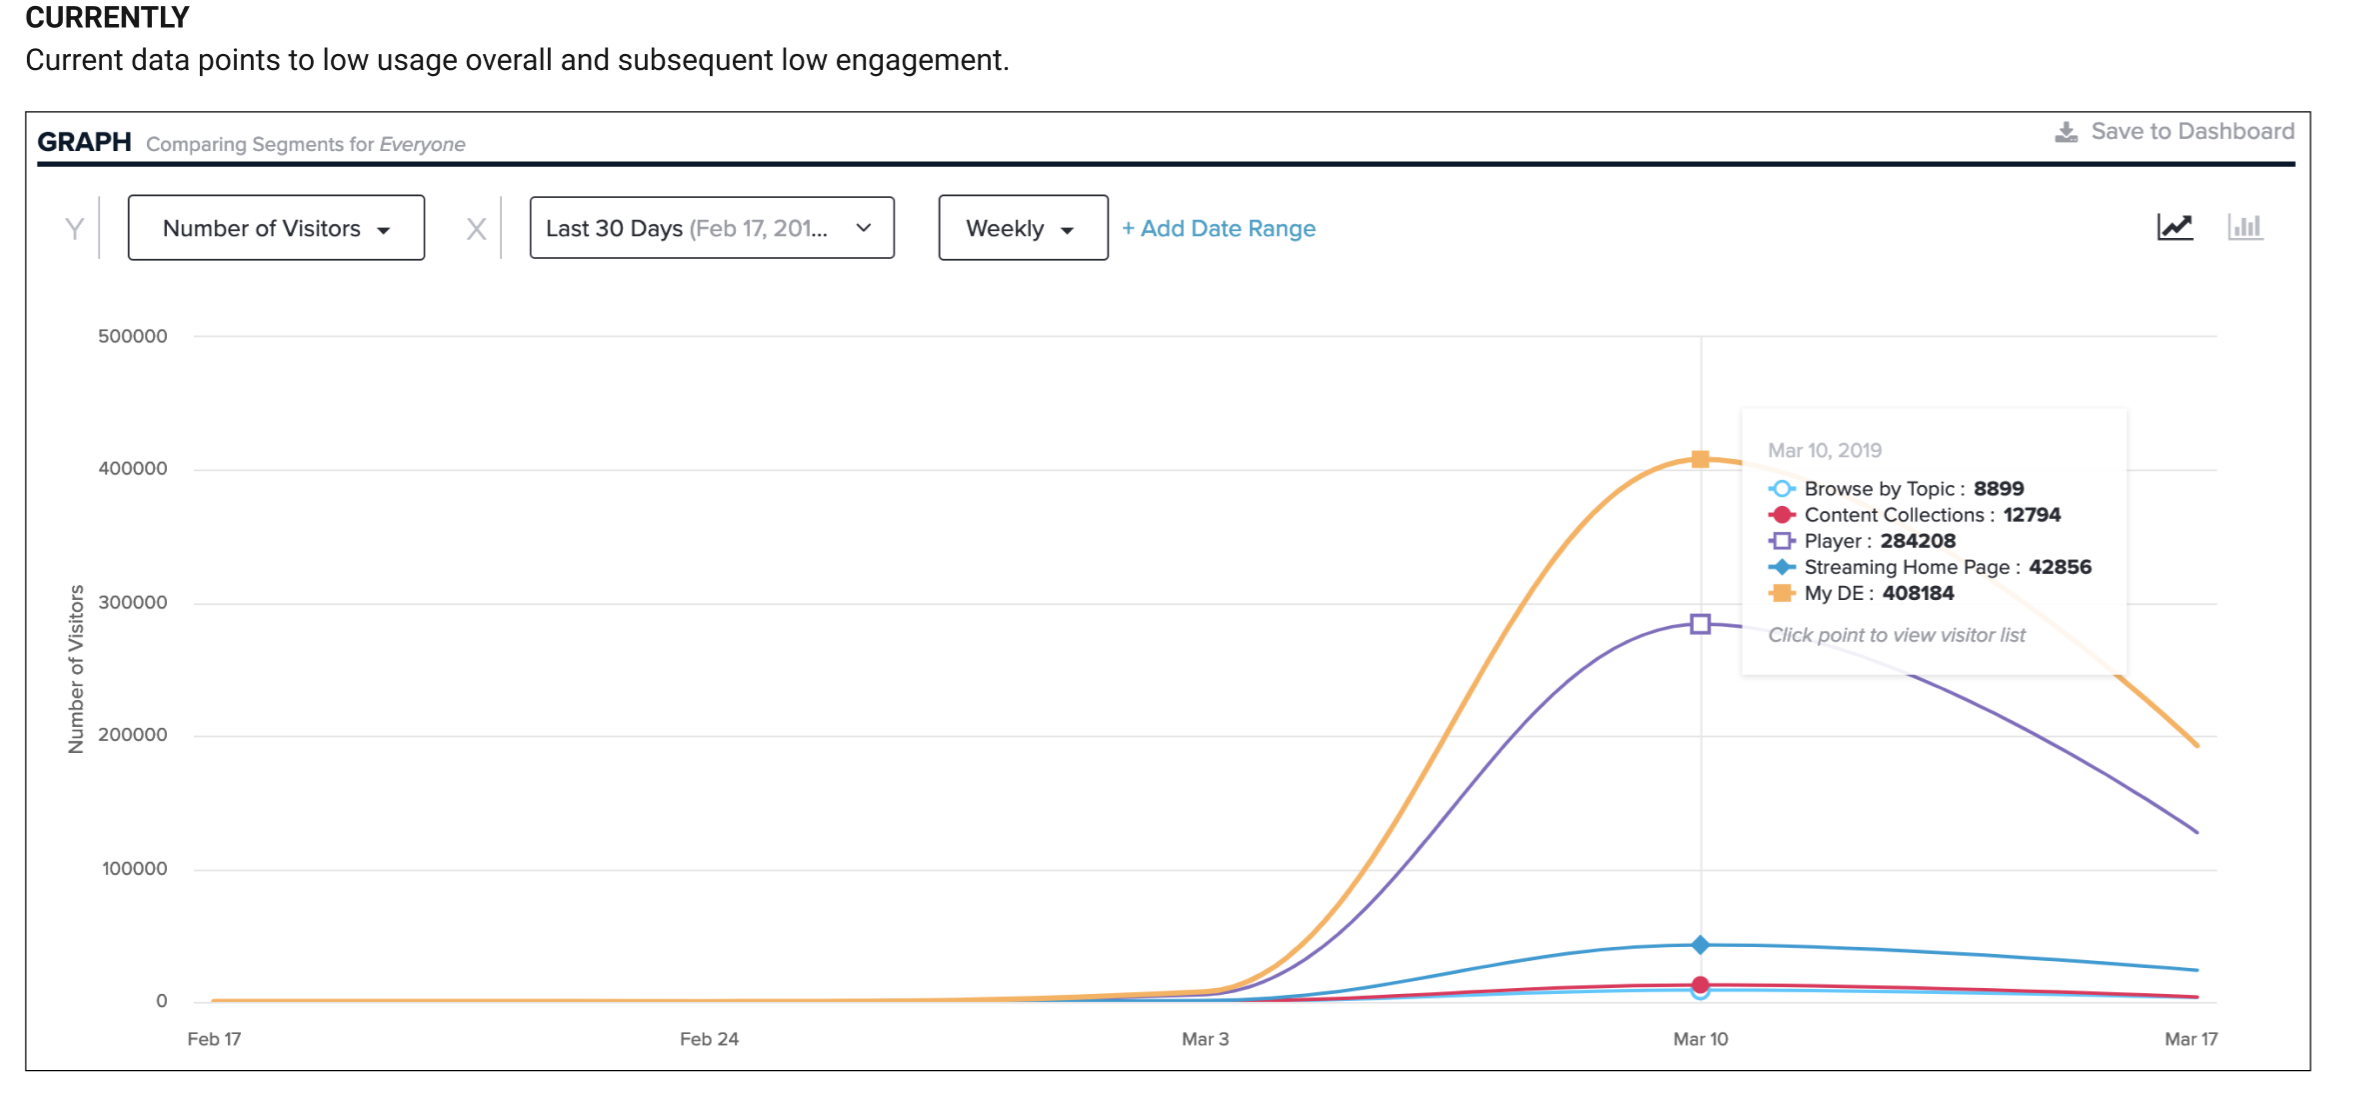 CURRENTLY
Current data points to low usage overall and subsequent low engagement.
GRAPH Comparing Segments for Everyone
Save to Dashboard
Y Number of Visitors X Last 30 Days (Feb 17, 201... Weekly + Add Date Range
500000
400000
300000
200000
100000
0
Number of Visitors
Mar 10, 2019
Browse by Topic : 8899
Content Collections : 12794
Player : 284208
Streaming Home Page : 42856
My DE : 408184
Click point to view visitor list
Feb 17 Feb 24 Mar 3 Mar 10 Mar 17